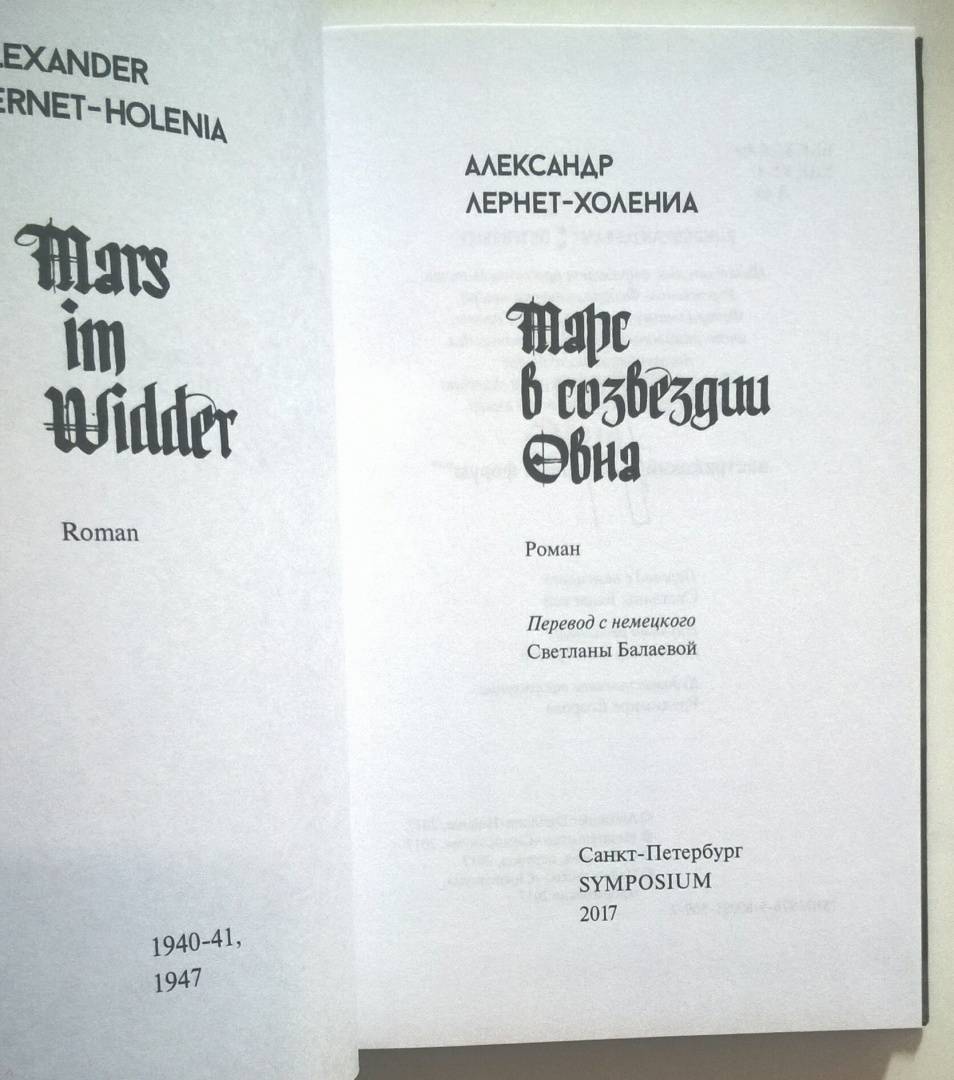 LEXANDER
ERNET-HOLENIA
Mars
im
Widder
Roman
1940-41,
1947
АЛЕКСАНДР
ЛЕРНЕТ-ХОЛЕНИА
Марс
в созвездии
Овна
Роман
Перевод с немецкого
Светланы Балаевой
Санкт-Петербург
SYMPOSIUM
2017